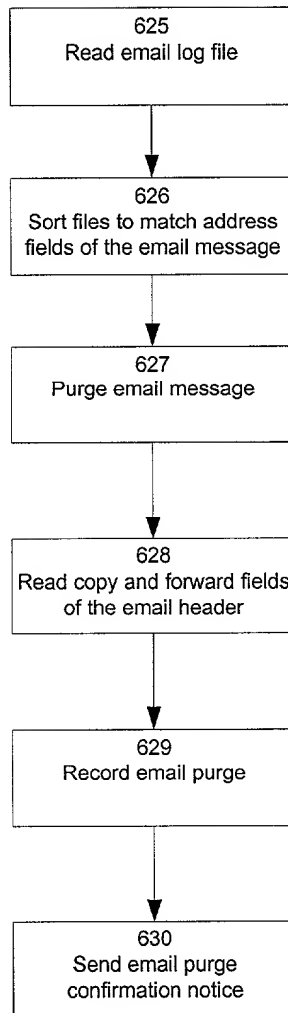 625
Read email log file
626
Sort files to match address
fields of the email message
627
Purge email message
628
Read copy and forward fields
of the email header
629
Record email purge
630
Send email purge
confirmation notice